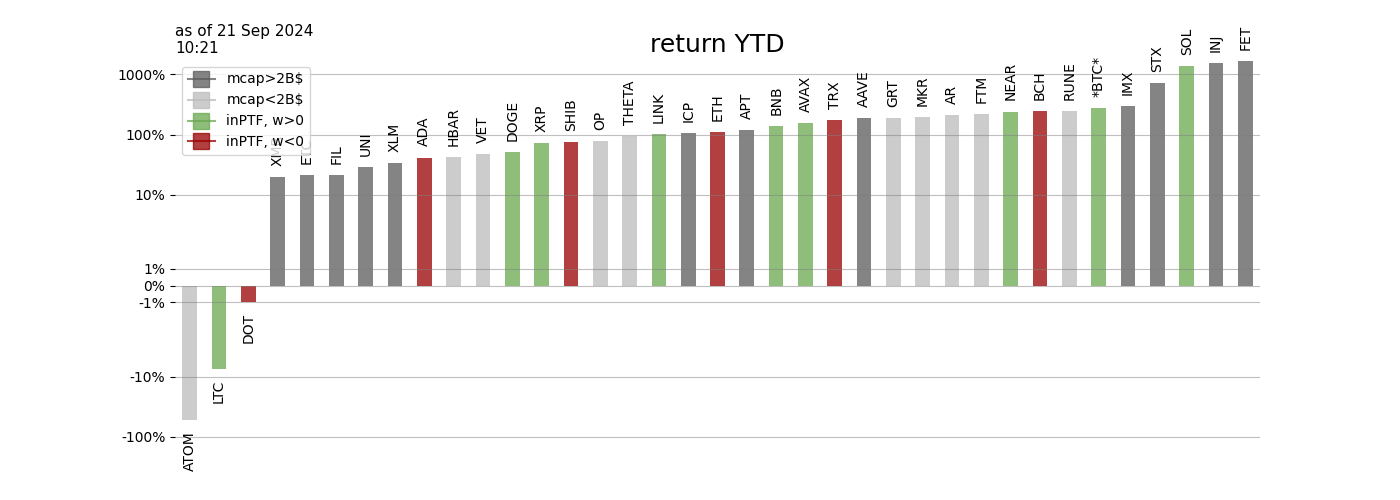 as of 21 Sep 2024
10:21
return YTD
mcap>2B$
mcap<2B$
inPTF, w>0
inPTF, w<0
1000%
100%
10%
1%
0%
-1%
-10%
-100%
ATOM
LTC
DOT
FIL
UNI
XLM
ADA
HBAR
VET
DOGE
XRP
SHIB
OP
THETA
LINK
ICP
ETH
APT
BNB
AVAX
TRX
AAVE
GRT
MKR
AR
FTM
NEAR
BCH
RUNE
*BTC*
IMX
STX
SOL
INJ
FET